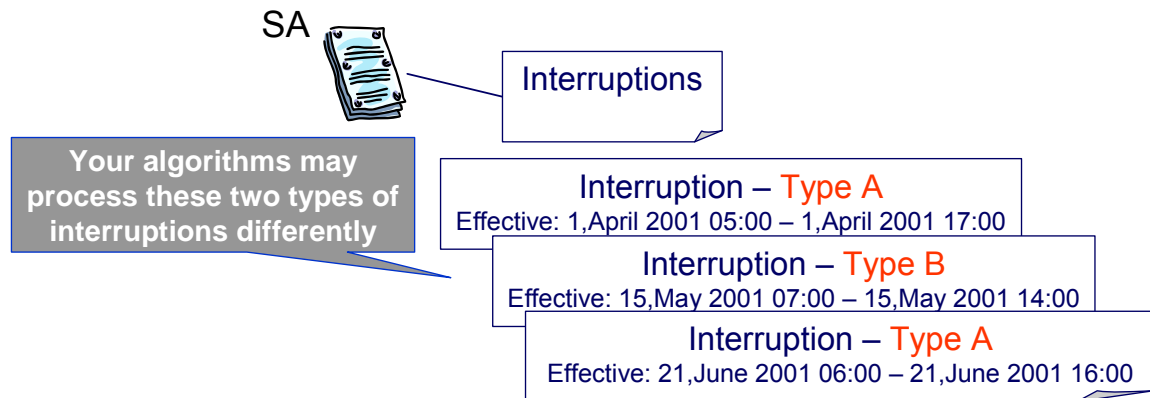 SA
Interruptions
Your algorithms may
process these two types of
interruptions differently
Interruption – Type A
Effective: 1,April 2001 05:00 – 1,April 2001 17:00
Interruption – Type B
Effective: 15,May 2001 07:00 – 15,May 2001 14:00
Interruption – Type A
Effective: 21,June 2001 06:00 – 21,June 2001 16:00